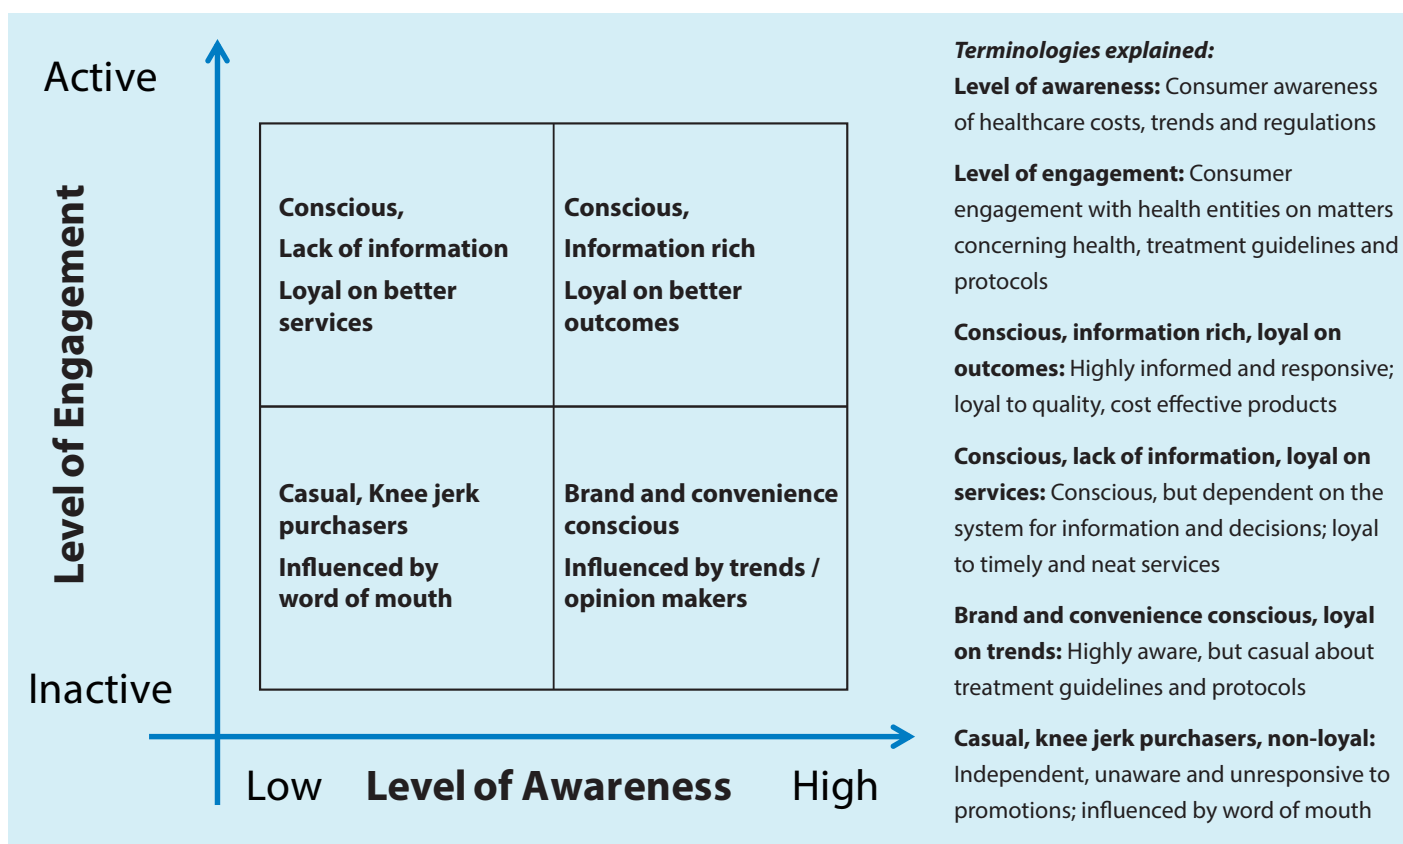 Active
Level of Engagement
Inactive
Conscious,
Lack of information
Loyal on better
services
Conscious,
Information rich
Loyal on better
outcomes
Casual, Knee jerk
purchasers
Influenced by
word of mouth
Brand and convenience
conscious
Influenced by trends /
opinion makers
Low
Level of Awareness
High
Terminologies explained:
Level of awareness: Consumer awareness
of healthcare costs, trends and regulations
Level of engagement: Consumer
engagement with health entities on matters
concerning health, treatment guidelines and
protocols
Conscious, information rich, loyal on
outcomes: Highly informed and responsive;
loyal to quality, cost effective products
Conscious, lack of information, loyal on
services: Conscious, but dependent on the
system for information and decisions; loyal
to timely and neat services
Brand and convenience conscious, loyal
on trends: Highly aware, but casual about
treatment guidelines and protocols
Casual, knee jerk purchasers, non-loyal:
Independent, unaware and unresponsive to
promotions; influenced by word of mouth